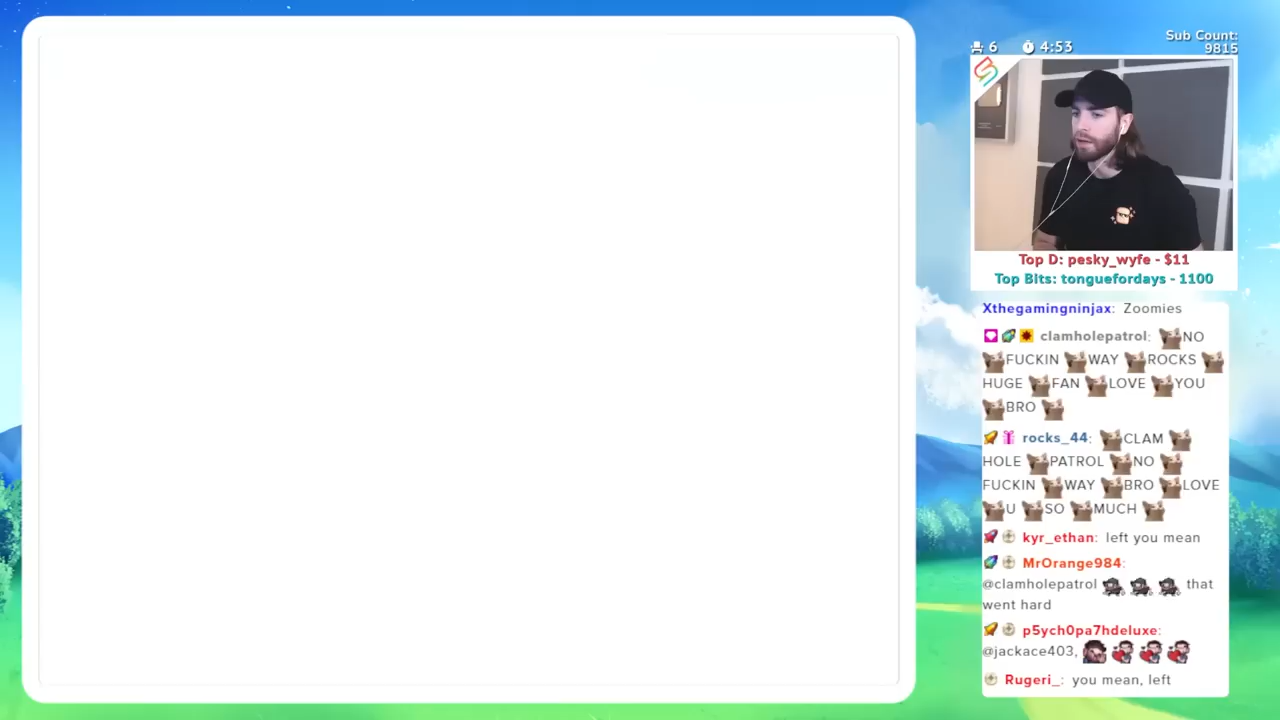 6 4:53
Sub Count:
9815
Top D: pesky_wyfe - $11
Top Bits: tonguefordays - 1100
Xthegamingninjax: Zoomies
clamholepatrol: NO
FUCKIN WAY ROCKS
HUGE FAN LOVE YOU
BRO
rocks_44: CLAM
HOLE PATROL NO
FUCKIN WAY BRO LOVE
U SO MUCH
kyr_ethan: left you mean
MrOrange984:
@clamholepatrol that
went hard
p5ych0pa7hdeluxe:
@jackace403,
Rugeri_: you mean, left